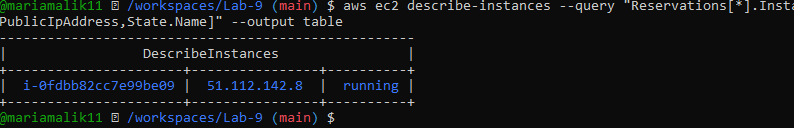 @mariamalik11 /workspaces/Lab-9 (main) $ aws ec2 describe-instances --query "Reservations[*].Insta
PublicIpAddress,State.Name]" --output table
-------------------------------------------------
| DescribeInstances |
+----------------------+----------------+----------+
| i-0fdbb82cc7e99be09 | 51.112.142.8 | running |
+----------------------+----------------+----------+
@mariamalik11 /workspaces/Lab-9 (main) $